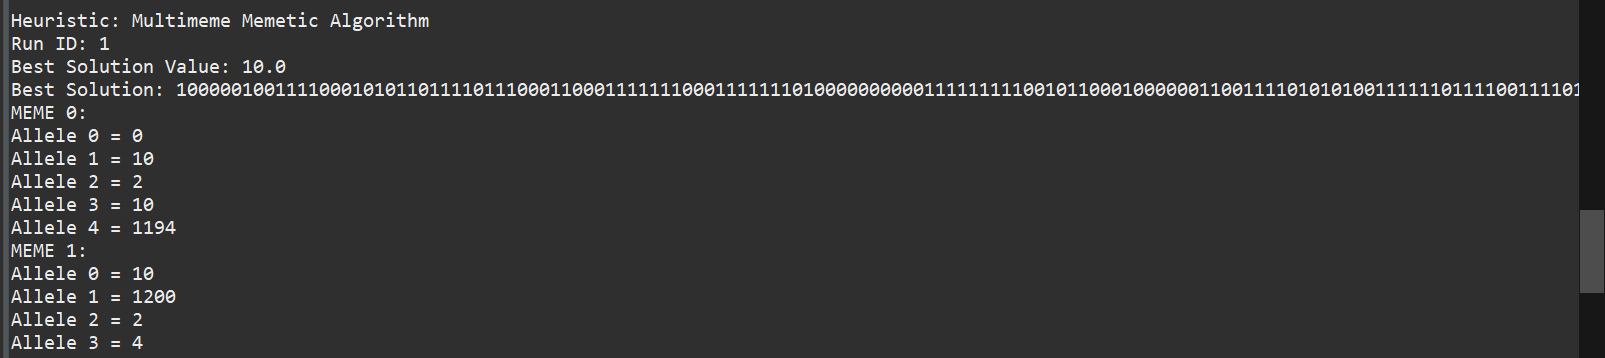 Heuristic: Multimeme Memetic Algorithm
Run ID: 1
Best Solution Value: 10.0
Best Solution: 10000010011110001010110111101110001100011111110001111111010000000000111111111001011000100000011001111010101001111110111100111101
MEME 0:
Allele 0 = 0
Allele 1 = 10
Allele 2 = 2
Allele 3 = 10
Allele 4 = 1194
MEME 1:
Allele 0 = 10
Allele 1 = 1200
Allele 2 = 2
Allele 3 = 4